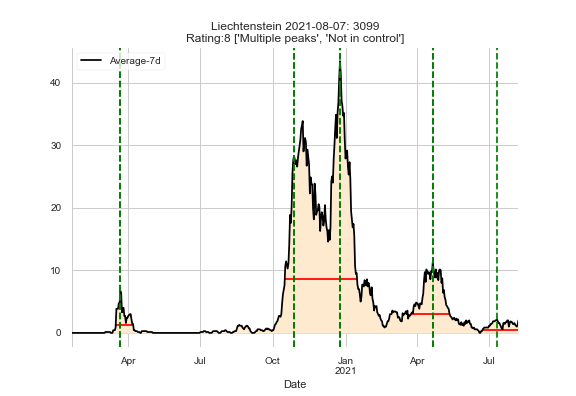 Liechtenstein 2021-08-07: 3099
Rating:8 ['Multiple peaks', 'Not in control']
Average-7d
40
30
20
10
0
Apr Jul Oct Jan Apr Jul
2021
Date